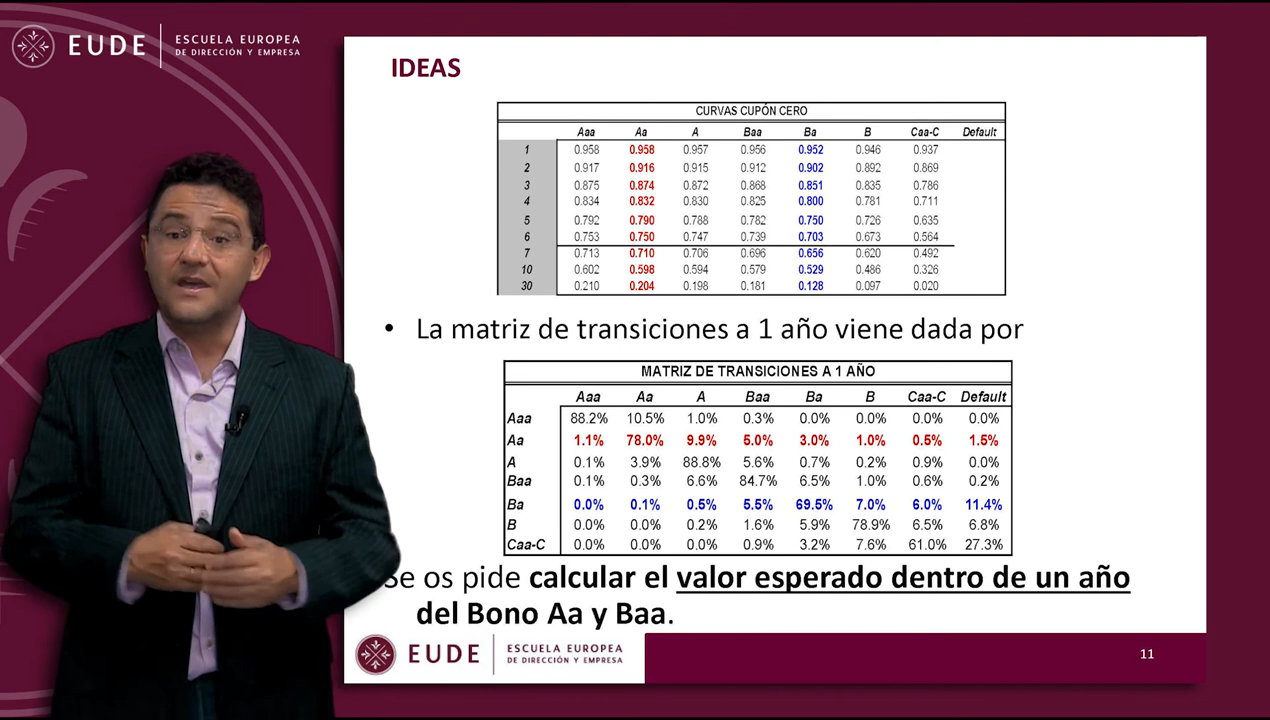 EUDE
ESCUELA EUROPEA
DE DIRECCIÓN Y EMPRESA
IDEAS
CURVAS CUPÓN CERO
Aaa Aa A Baa Ba B Caa-C Default
1 0.958 0.958 0.957 0.956 0.952 0.946 0.937
2 0.917 0.916 0.915 0.912 0.902 0.892 0.869
3 0.875 0.874 0.872 0.868 0.851 0.835 0.786
4 0.834 0.832 0.830 0.825 0.800 0.781 0.711
5 0.792 0.790 0.788 0.782 0.750 0.726 0.635
6 0.753 0.750 0.747 0.739 0.703 0.673 0.564
7 0.713 0.710 0.706 0.696 0.656 0.620 0.492
10 0.602 0.598 0.594 0.579 0.529 0.486 0.326
30 0.210 0.204 0.198 0.181 0.128 0.097 0.020
• La matriz de transiciones a 1 año viene dada por
MATRIZ DE TRANSICIONES A 1 AÑO
Aaa Aa A Baa Ba B Caa-C Default
Aaa 88.2% 10.5% 1.0% 0.3% 0.0% 0.0% 0.0% 0.0%
Aa 1.1% 78.0% 9.9% 5.0% 3.0% 1.0% 0.5% 1.5%
A 0.1% 3.9% 88.8% 5.6% 0.7% 0.2% 0.9% 0.0%
Baa 0.1% 0.3% 6.6% 84.7% 6.5% 1.0% 0.6% 0.2%
Ba 0.0% 0.1% 0.5% 5.5% 69.5% 7.0% 6.0% 11.4%
B 0.0% 0.0% 0.2% 1.6% 5.9% 78.9% 6.5% 6.8%
Caa-C 0.0% 0.0% 0.0% 0.9% 3.2% 7.6% 61.0% 27.3%
Se os pide calcular el valor esperado dentro de un año
del Bono Aa y Baa.
EUDE
ESCUELA EUROPEA
DE DIRECCIÓN Y EMPRESA
11